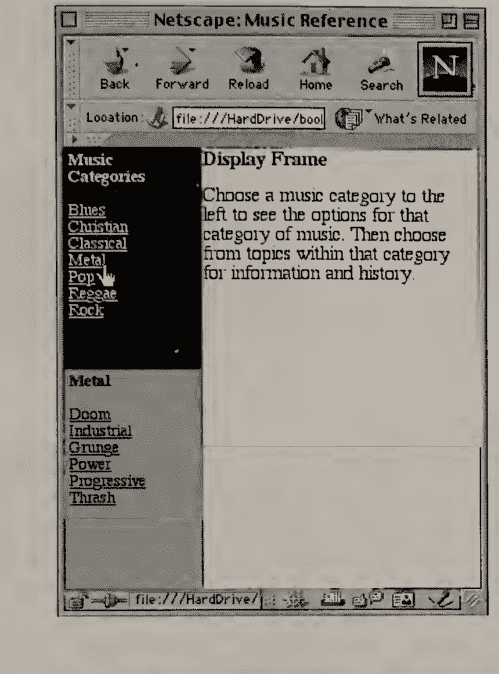 Netscape: Music Reference
Back Forward Reload Home Search
N
Location: file:///HardDrive/bool What's Related
Music
Categories
Blues
Christian
Classical
Metal
Pop
Reggae
Rock
Metal
Doom
Industrial
Grunge
Power
Progressive
Thrash
Display Frame
Choose a music category to the
left to see the options for that
category of music. Then choose
from topics within that category
for information and history.
file:///HardDrive/